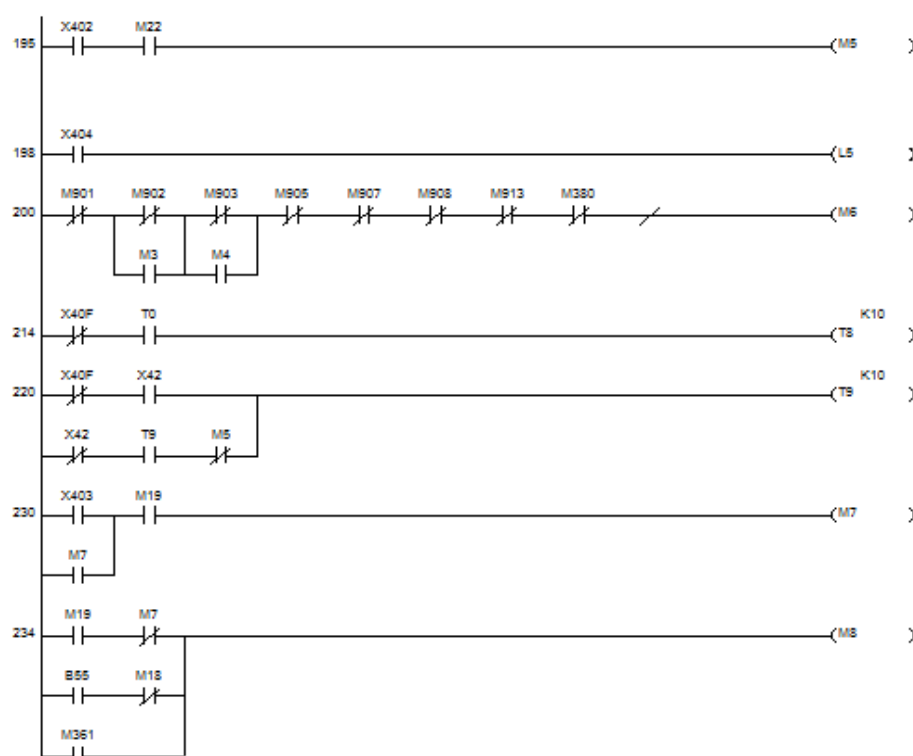 X402 M22
195 (M5 )
X404
198 (L5 )
M901 M902 M903 M905 M907 M908 M913 M380
200 (M6 )
M3 M4
X40F T0 K10
214 (T8 )
X40F X42 K10
220 (T9 )
X42 T9 M5
X403 M19
230 (M7 )
M7
M19 M7
234 (M8 )
B55 M18
M361